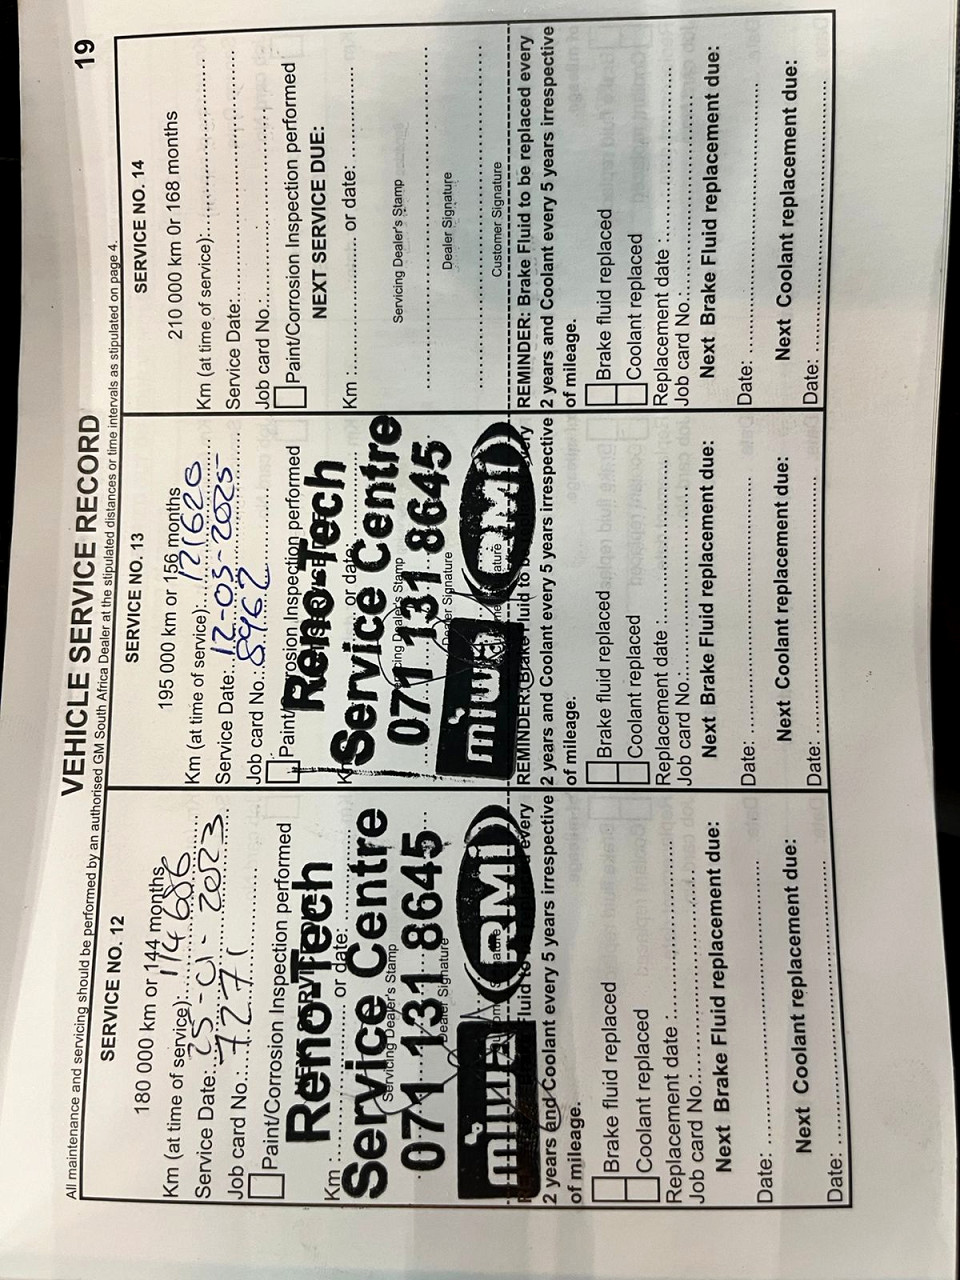 19
VEHICLE SERVICE RECORD
All maintenance and servicing should be performed by an authorised GM South Africa Dealer at the stipulated distances or time intervals as stipulated on page 4.
SERVICE NO. 12
180 000 km or 144 months
Km (at time of service): 114686
Service Date: 25-01-2023
Job card No.: 7271
Paint/Corrosion Inspection performed
Reno-Tech
Km : or date:
Service Centre
Servicing Dealer's Stamp
071 131 8645
Dealer Signature
miwa
RMi
Fluid to every
2 years and Coolant every 5 years irrespective
of mileage.
Brake fluid replaced
Coolant replaced
Replacement date :
Job card No.:
Next Brake Fluid replacement due:
Date:
Next Coolant replacement due:
Date:
SERVICE NO. 13
195 000 km or 156 months
Km (at time of service): 121620
Service Date: 12-03-2025
Job card No.: 8962
Paint/Corrosion Inspection performed
Reno-Tech
or date:
Service Centre
Servicing Dealer's Stamp
071 131 8645
Dealer Signature
miwa
RMi
REMINDER: Brake Fluid to
2 years and Coolant every 5 years irrespective
of mileage.
Brake fluid replaced
Coolant replaced
Replacement date :
Job card No.:
Next Brake Fluid replacement due:
Date:
Next Coolant replacement due:
Date:
SERVICE NO. 14
210 000 km 0r 168 months
Km (at time of service):
Service Date:
Job card No.:
Paint/Corrosion Inspection performed
NEXT SERVICE DUE:
Km : or date:
Servicing Dealer's Stamp
Dealer Signature
Customer Signature
REMINDER: Brake Fluid to be replaced every
2 years and Coolant every 5 years irrespective
of mileage.
Brake fluid replaced
Coolant replaced
Replacement date :
Job card No.:
Next Brake Fluid replacement due:
Date:
Next Coolant replacement due:
Date: